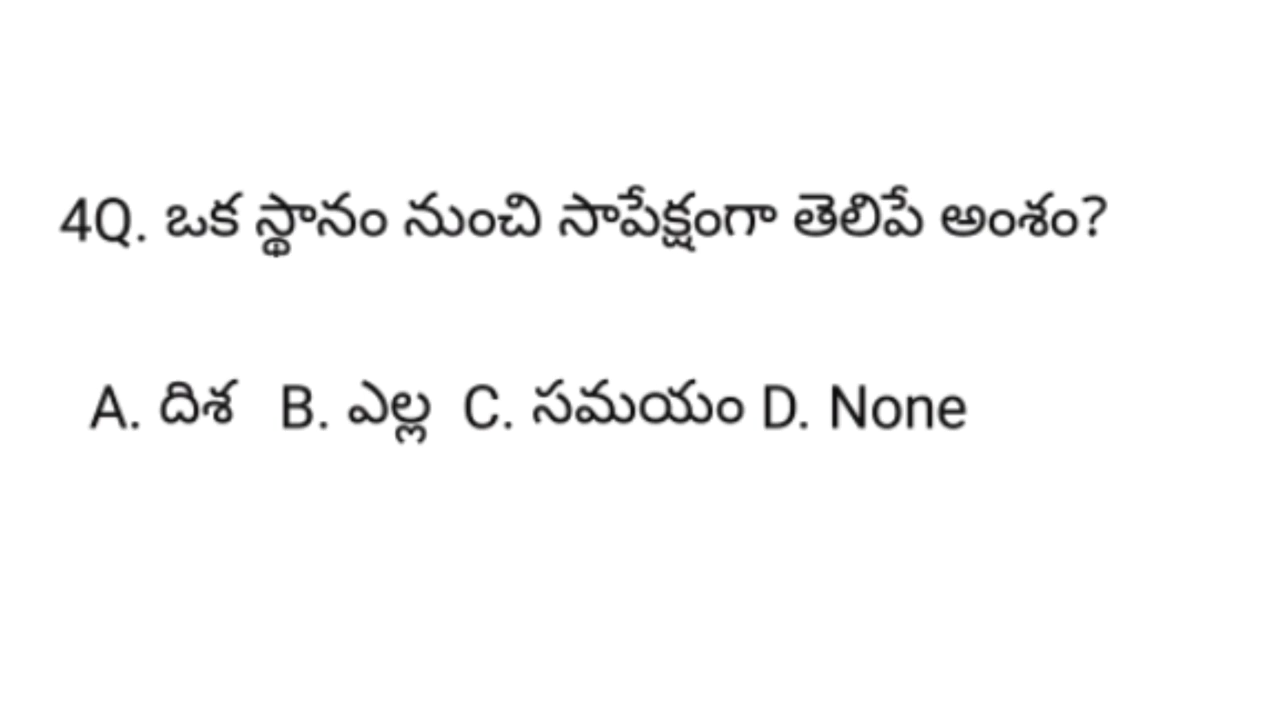 4Q. ఒక స్థానం నుంచి సాపేక్షంగా తెలిపే అంశం?
A. దిశ B. ఎల్ల C. సమయం D. None